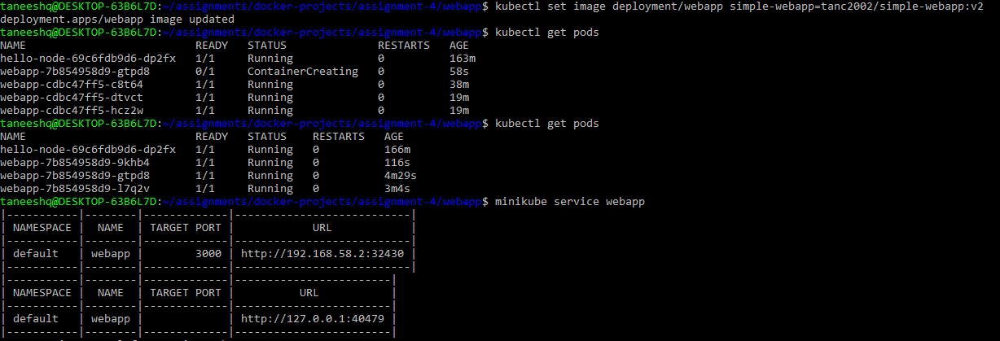 taneeshq@DESKTOP-63B6L7D:~/assignments/docker-projects/assignment-4/webapp$ kubectl set image deployment/webapp simple-webapp=tanc2002/simple-webapp:v2
deployment.apps/webapp image updated
taneeshq@DESKTOP-63B6L7D:~/assignments/docker-projects/assignment-4/webapp$ kubectl get pods
NAME                          READY   STATUS              RESTARTS   AGE
hello-node-69c6fdb9d6-dp2fx   1/1     Running             0          163m
webapp-7b854958d9-gtpd8       0/1     ContainerCreating   0          58s
webapp-cdbc47ff5-c8t64        1/1     Running             0          38m
webapp-cdbc47ff5-dtvct        1/1     Running             0          19m
webapp-cdbc47ff5-hcz2w        1/1     Running             0          19m
taneeshq@DESKTOP-63B6L7D:~/assignments/docker-projects/assignment-4/webapp$ kubectl get pods
NAME                          READY   STATUS    RESTARTS   AGE
hello-node-69c6fdb9d6-dp2fx   1/1     Running   0          166m
webapp-7b854958d9-9khb4       1/1     Running   0          116s
webapp-7b854958d9-gtpd8       1/1     Running   0          4m29s
webapp-7b854958d9-l7q2v       1/1     Running   0          3m4s
taneeshq@DESKTOP-63B6L7D:~/assignments/docker-projects/assignment-4/webapp$ minikube service webapp
|-----------|--------|-------------|---------------------------|
| NAMESPACE |  NAME  | TARGET PORT |            URL            |
|-----------|--------|-------------|---------------------------|
| default   | webapp |        3000 | http://192.168.58.2:32430 |
|-----------|--------|-------------|---------------------------|
|-----------|--------|-------------|------------------------|
| NAMESPACE |  NAME  | TARGET PORT |          URL           |
|-----------|--------|-------------|------------------------|
| default   | webapp |             | http://127.0.0.1:40479 |
|-----------|--------|-------------|------------------------|